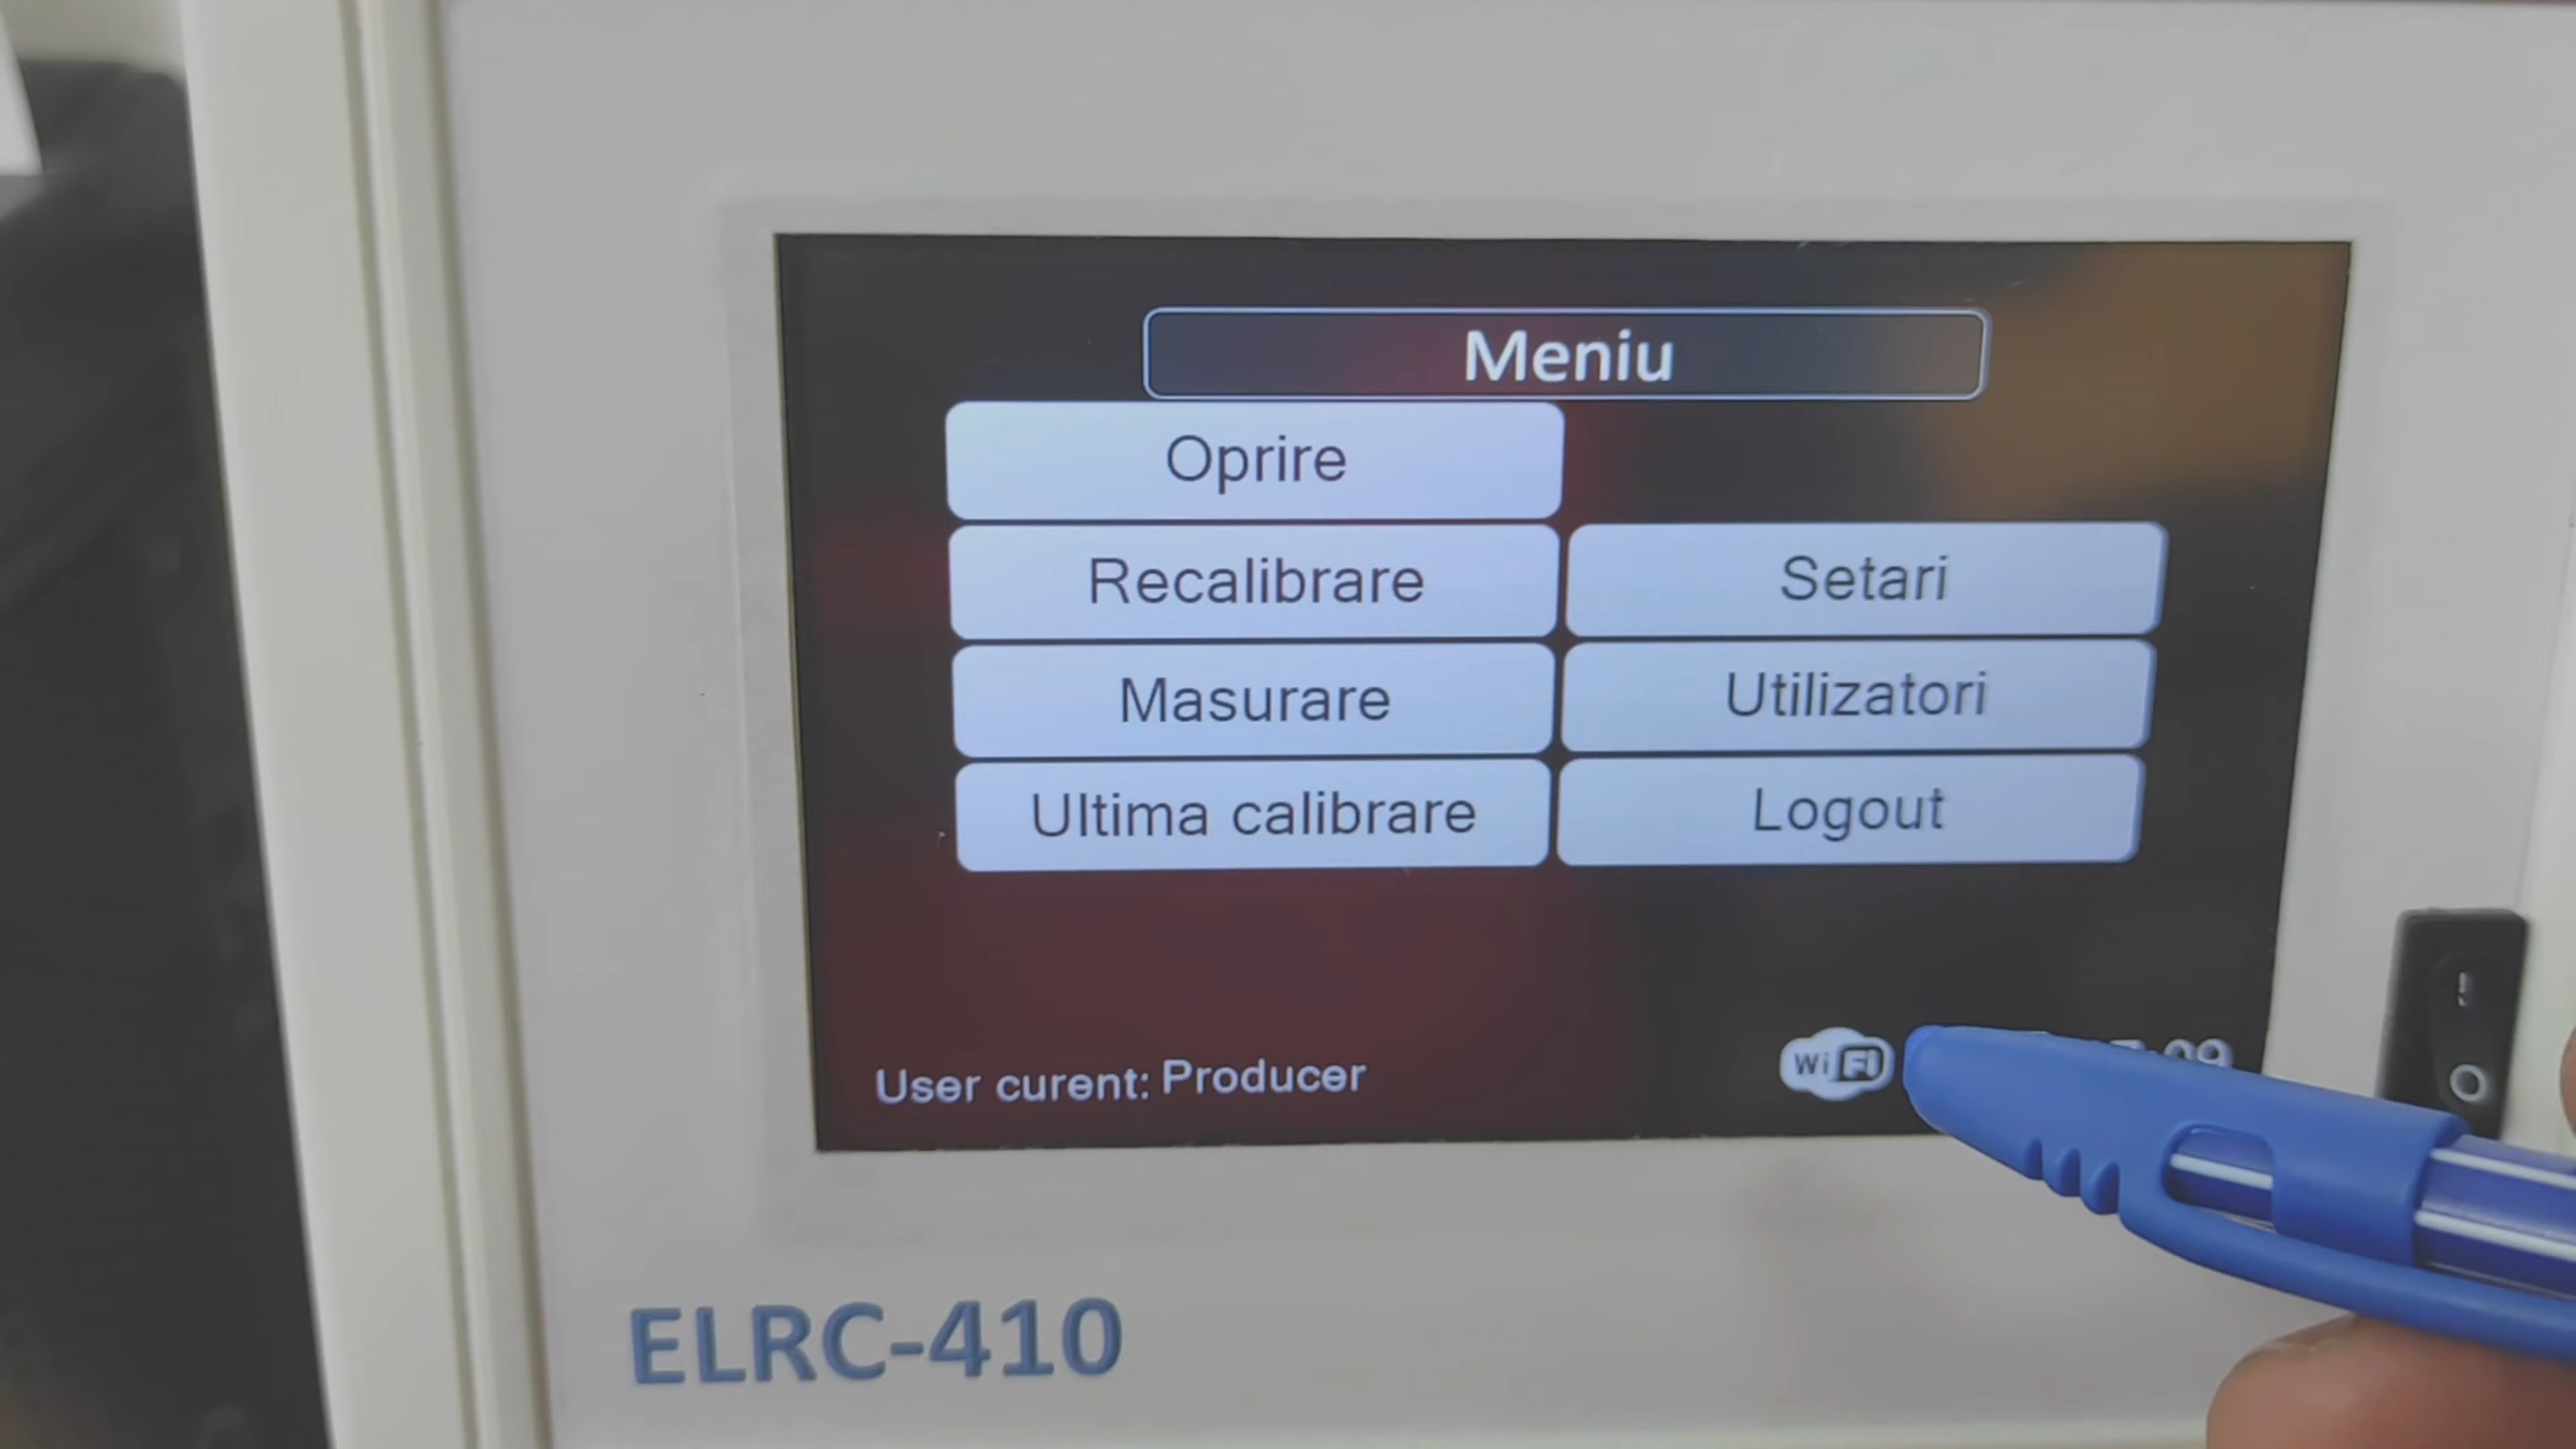 Meniu
Oprire
Recalibrare
Setari
Masurare
Utilizatori
Ultima calibrare
Logout
User curent: Producer
WiFi
ELRC-410